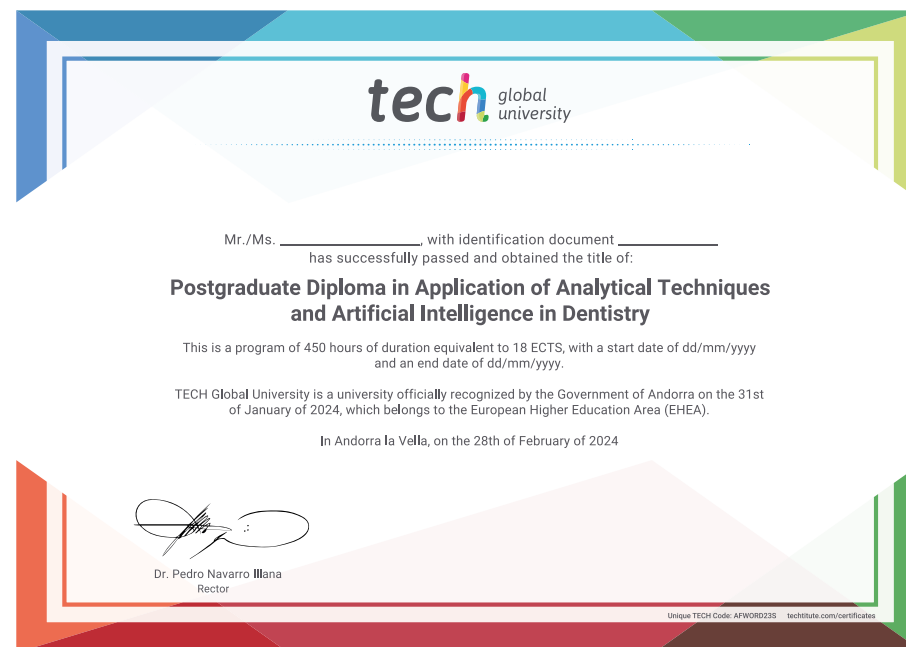 tech global
university
Mr./Ms. ____________, with identification document ____________
has successfully passed and obtained the title of:
Postgraduate Diploma in Application of Analytical Techniques
and Artificial Intelligence in Dentistry
This is a program of 450 hours of duration equivalent to 18 ECTS, with a start date of dd/mm/yyyy
and an end date of dd/mm/yyyy.
TECH Global University is a university officially recognized by the Government of Andorra on the 31st
of January of 2024, which belongs to the European Higher Education Area (EHEA).
In Andorra la Vella, on the 28th of February of 2024
Dr. Pedro Navarro Illana
Rector
Unique TECH Code: AFWORD23S techtitute.com/certificates